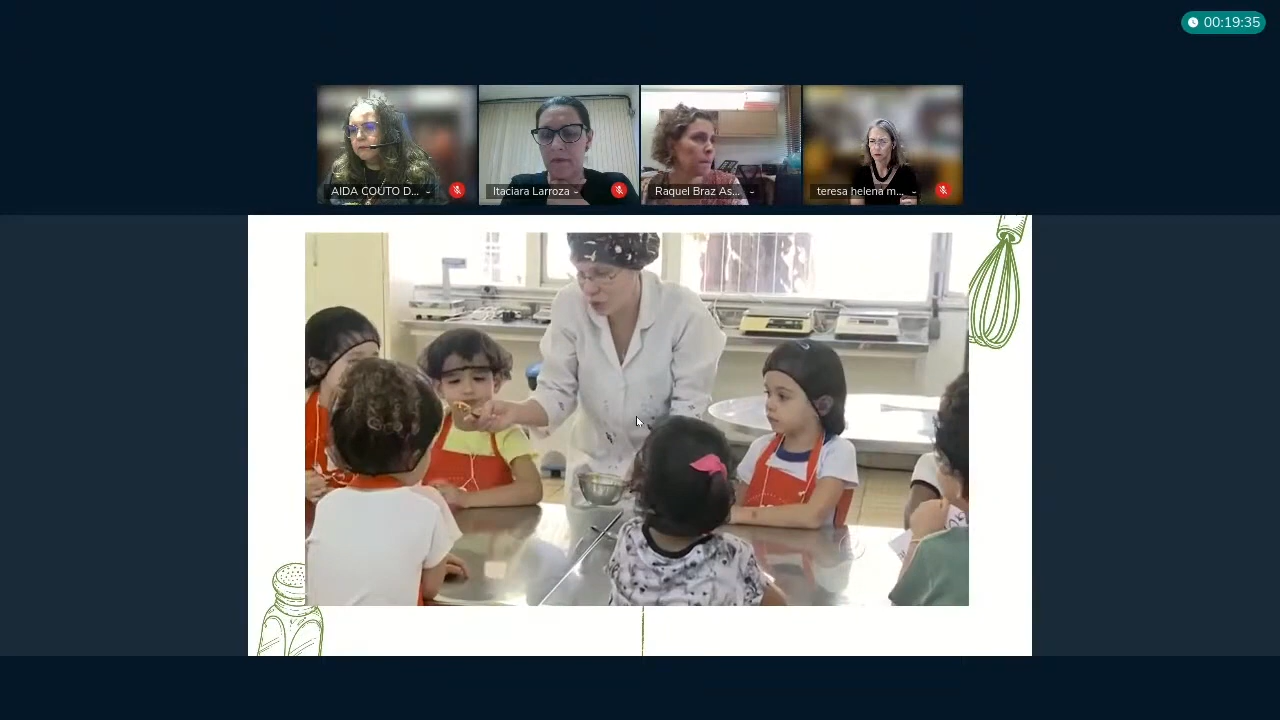 00:19:35
AIDA COUTO D...
Itaciara Larroza
Raquel Braz As...
teresa helena m...